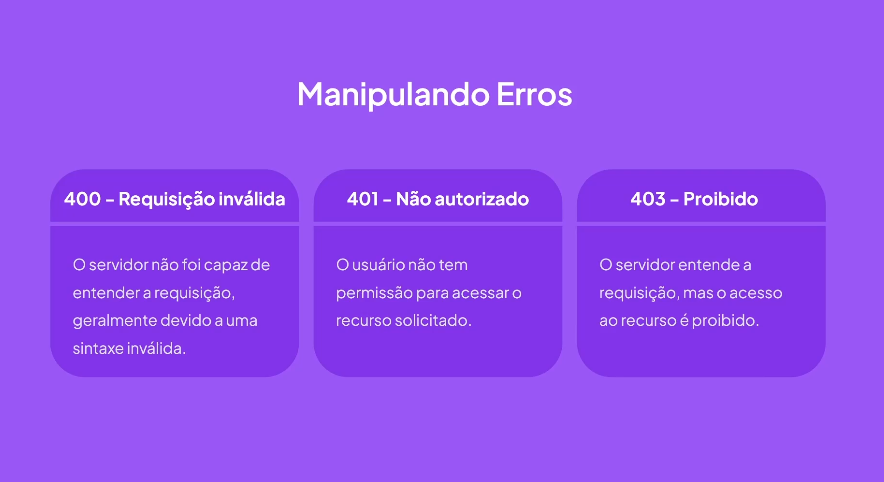 Manipulando Erros
400 - Requisição inválida
O servidor não foi capaz de
entender a requisição,
geralmente devido a uma
sintaxe inválida.
401 - Não autorizado
O usuário não tem
permissão para acessar o
recurso solicitado.
403 - Proibido
O servidor entende a
requisição, mas o acesso
ao recurso é proibido.